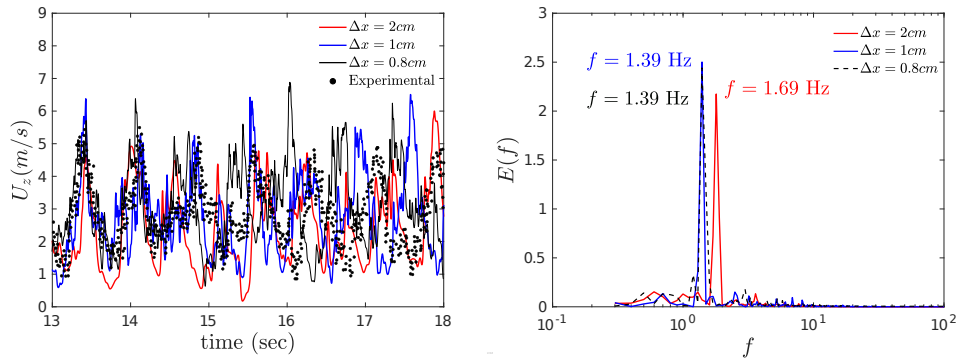 Δx = 2cm
Δx = 1cm
Δx = 0.8cm
Experimental
9
8
7
6
5
4
3
2
1
0
U_z(m/s)
13 14 15 16 17 18
time (sec)
3
2.5
2
1.5
1
0.5
0
E(f)
Δx = 2cm
Δx = 1cm
Δx = 0.8cm
f = 1.39 Hz
f = 1.69 Hz
f = 1.39 Hz
10^-1 10^0 10^1 10^2
f